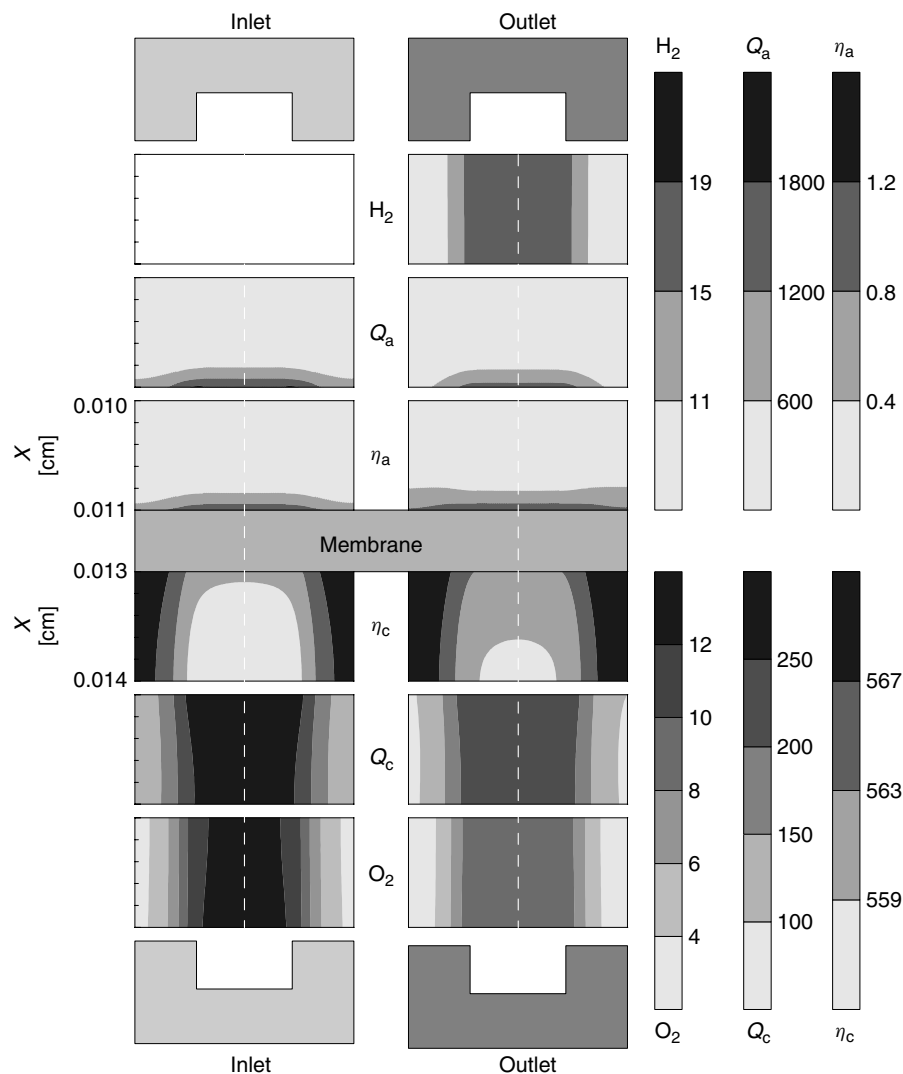 Inlet
Outlet
H2
Qa
ηa
H2
19
15
11
1800
1200
600
1.2
0.8
0.4
Qa
0.010
X
[cm]
ηa
0.011
Membrane
0.013
X
[cm]
ηc
0.014
Qc
O2
12
10
8
6
4
250
200
150
100
567
563
559
O2
Qc
ηc
Inlet
Outlet